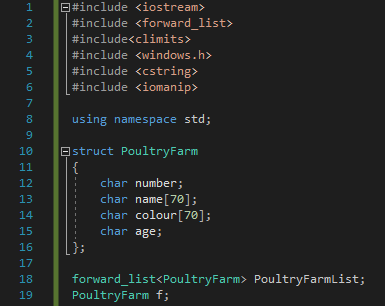 1 #include <iostream>
2 #include <forward_list>
3 #include<climits>
4 #include <windows.h>
5 #include <cstring>
6 #include <iomanip>
7
8 using namespace std;
9
10 struct PoultryFarm
11 {
12 char number;
13 char name[70];
14 char colour[70];
15 char age;
16 };
17
18 forward_list<PoultryFarm> PoultryFarmList;
19 PoultryFarm f;